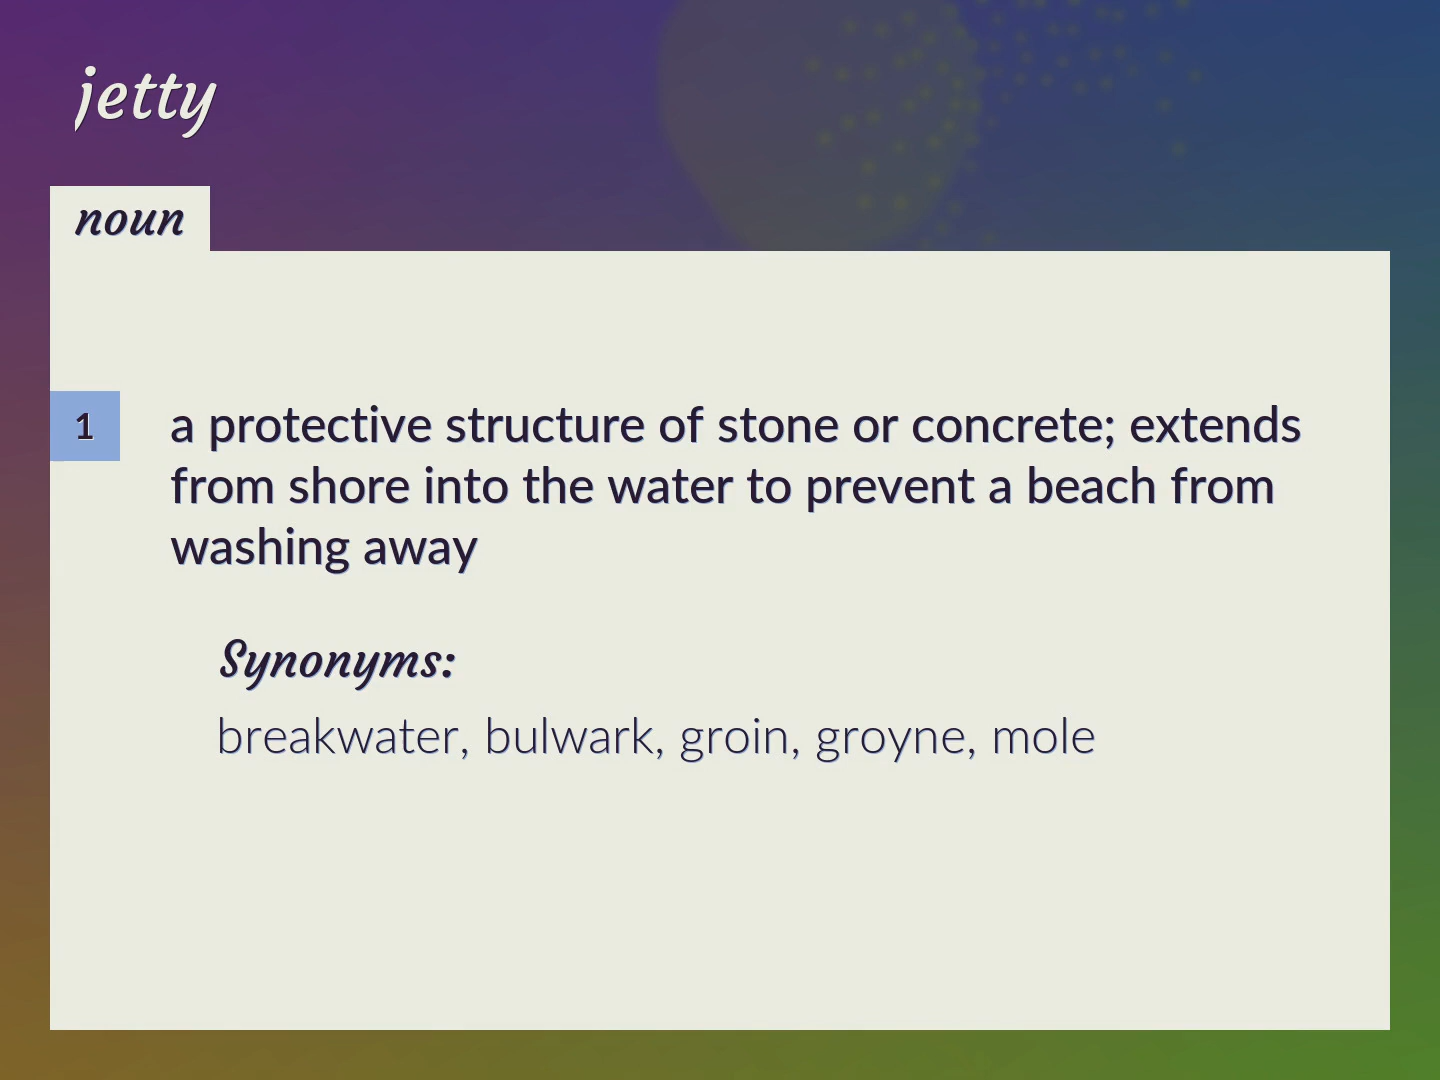 jetty
noun
1
a protective structure of stone or concrete; extends
from shore into the water to prevent a beach from
washing away
Synonyms:
breakwater, bulwark, groin, groyne, mole